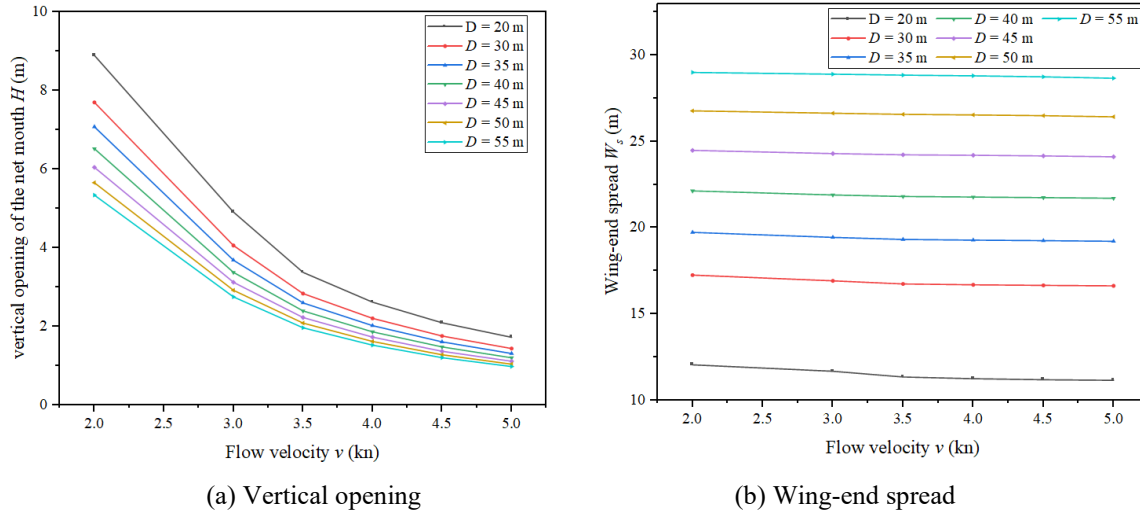 10
8
6
4
2
0
vertical opening of the net mouth H (m)
D = 20 m
D = 30 m
D = 35 m
D = 40 m
D = 45 m
D = 50 m
D = 55 m
2.0 2.5 3.0 3.5 4.0 4.5 5.0
Flow velocity v (kn)
(a) Vertical opening
30
25
20
15
10
Wing-end spread Ws (m)
D = 20 m D = 40 m D = 55 m
D = 30 m D = 45 m
D = 35 m D = 50 m
2.0 2.5 3.0 3.5 4.0 4.5 5.0
Flow velocity v (kn)
(b) Wing-end spread